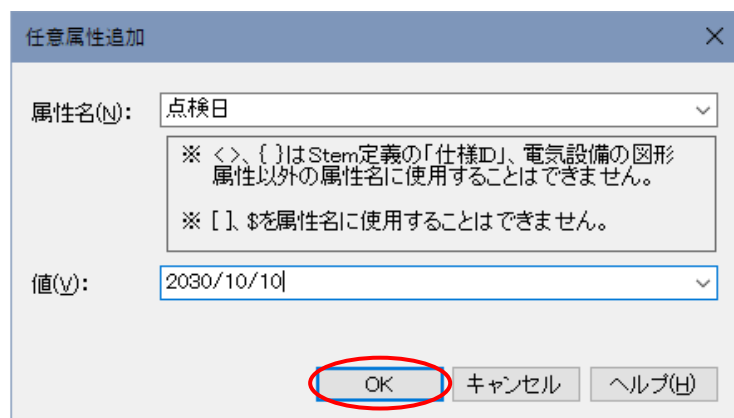 任意属性追加
属性名(N):
点検日
※ < >、{ }はStem定義の「仕様ID」、電気設備の図形
属性以外の属性名に使用することはできません。
※ [ ]、$を属性名に使用することはできません。
値(V):
2030/10/10
OK
キャンセル
ヘルプ(H)